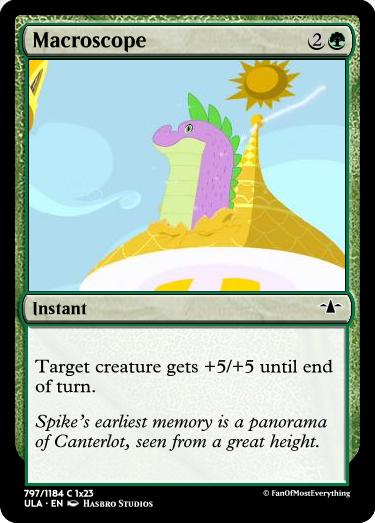 Macroscope 2
Instant
Target creature gets +5/+5 until end
of turn.
Spike's earliest memory is a panorama
of Canterlot, seen from a great height.
797/1184 C 1x23
ULA • EN Hasbro Studios © FanOfMostEverything